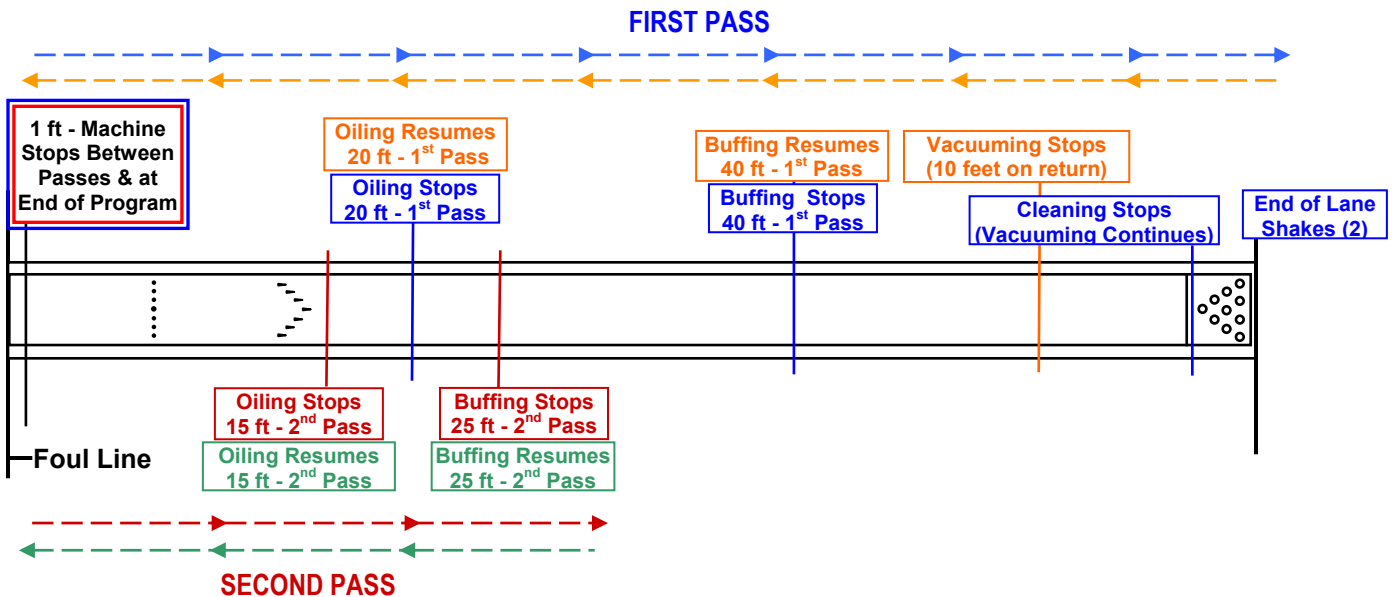 FIRST PASS
1 ft - Machine
Stops Between
Passes & at
End of Program
Oiling Resumes
20 ft - 1st Pass
Oiling Stops
20 ft - 1st Pass
Buffing Resumes
40 ft - 1st Pass
Buffing Stops
40 ft - 1st Pass
Vacuuming Stops
(10 feet on return)
Cleaning Stops
(Vacuuming Continues)
End of Lane
Shakes (2)
Oiling Stops
15 ft - 2nd Pass
Oiling Resumes
15 ft - 2nd Pass
Buffing Stops
25 ft - 2nd Pass
Buffing Resumes
25 ft - 2nd Pass
Foul Line
SECOND PASS